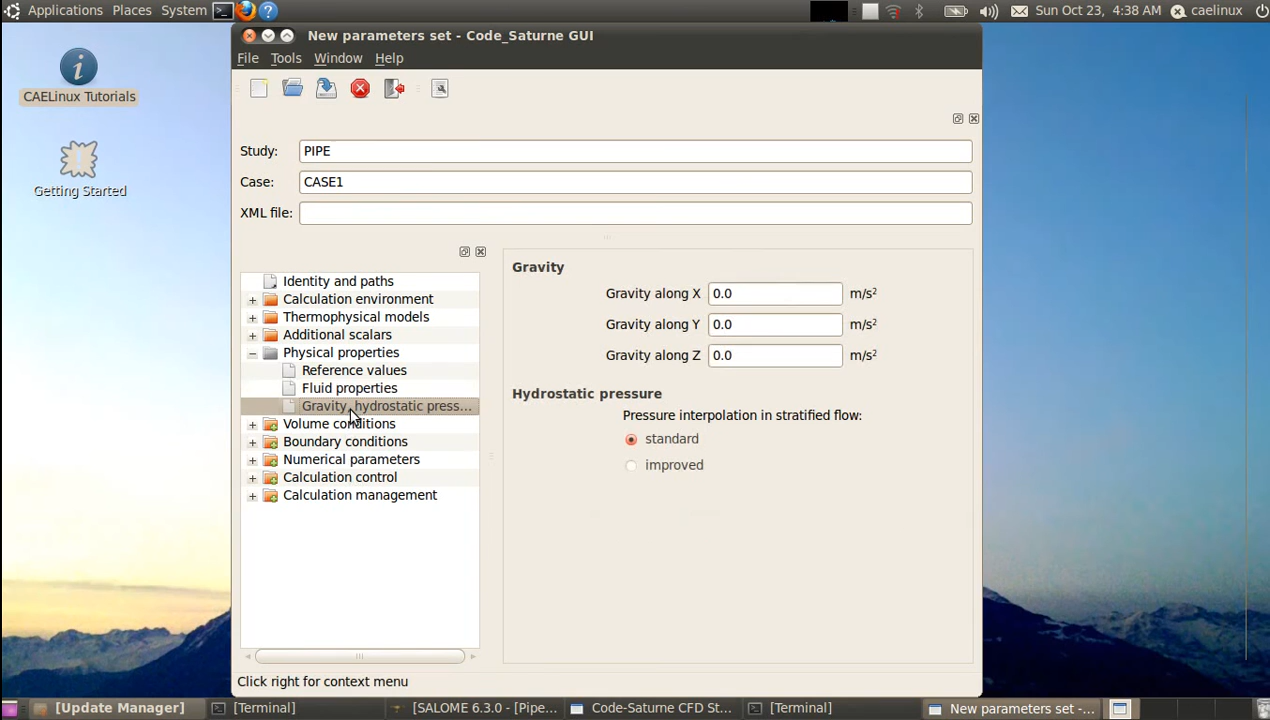 Applications Places System Sun Oct 23, 4:38 AM caelinux
New parameters set - Code_Saturne GUI
File Tools Window Help
CAELinux Tutorials
Getting Started
Study: PIPE
Case: CASE1
XML file:
Identity and paths
Calculation environment
Thermophysical models
Additional scalars
Physical properties
Reference values
Fluid properties
Gravity, hydrostatic press...
Volume conditions
Boundary conditions
Numerical parameters
Calculation control
Calculation management
Gravity
Gravity along X 0.0 m/s²
Gravity along Y 0.0 m/s²
Gravity along Z 0.0 m/s²
Hydrostatic pressure
Pressure interpolation in stratified flow:
standard
improved
Click right for context menu
[Update Manager] [Terminal] [SALOME 6.3.0 - [Pipe... Code-Saturne CFD St... [Terminal] New parameters set -...